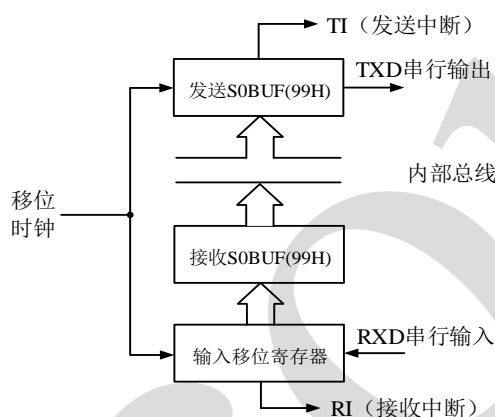 TI（发送中断）
发送S0BUF(99H)
TXD串行输出
内部总线
移位
时钟
接收S0BUF(99H)
输入移位寄存器
RXD串行输入
RI（接收中断）